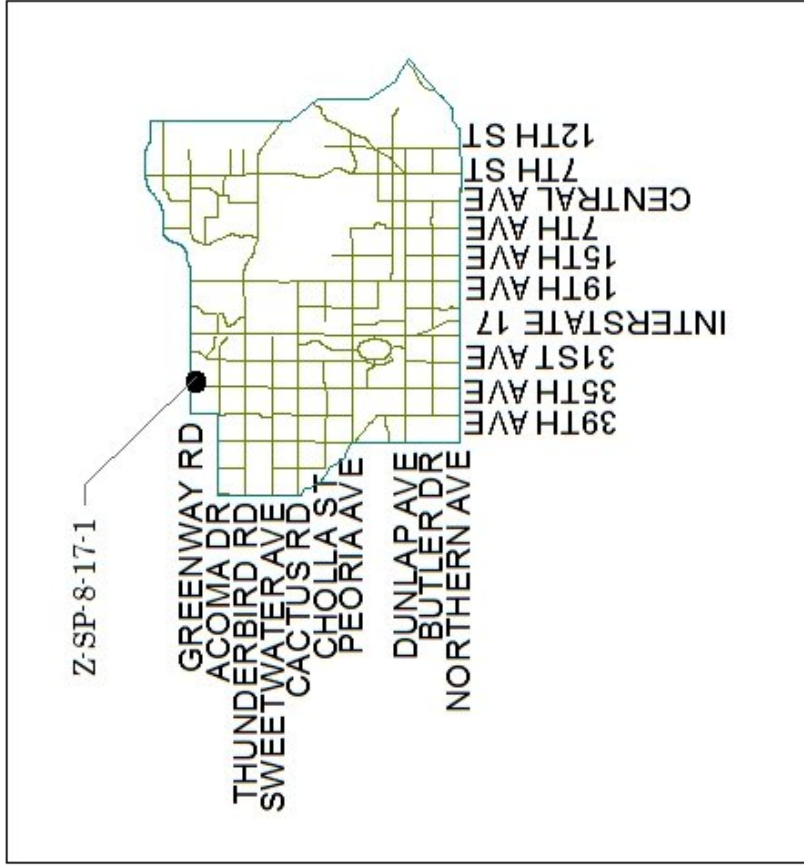 Z-SP-8-17-1
GREENWAY RD
ACOMA DR
THUNDERBIRD RD
SWEETWATER AVE
CACTUS RD
CHOLLA ST
PEORIA AVE
DUNLAP AVE
BUTLER DR
NORTHERN AVE
39TH AVE
35TH AVE
31ST AVE
INTERSTATE 17
19TH AVE
15TH AVE
7TH AVE
CENTRAL AVE
7TH ST
12TH ST